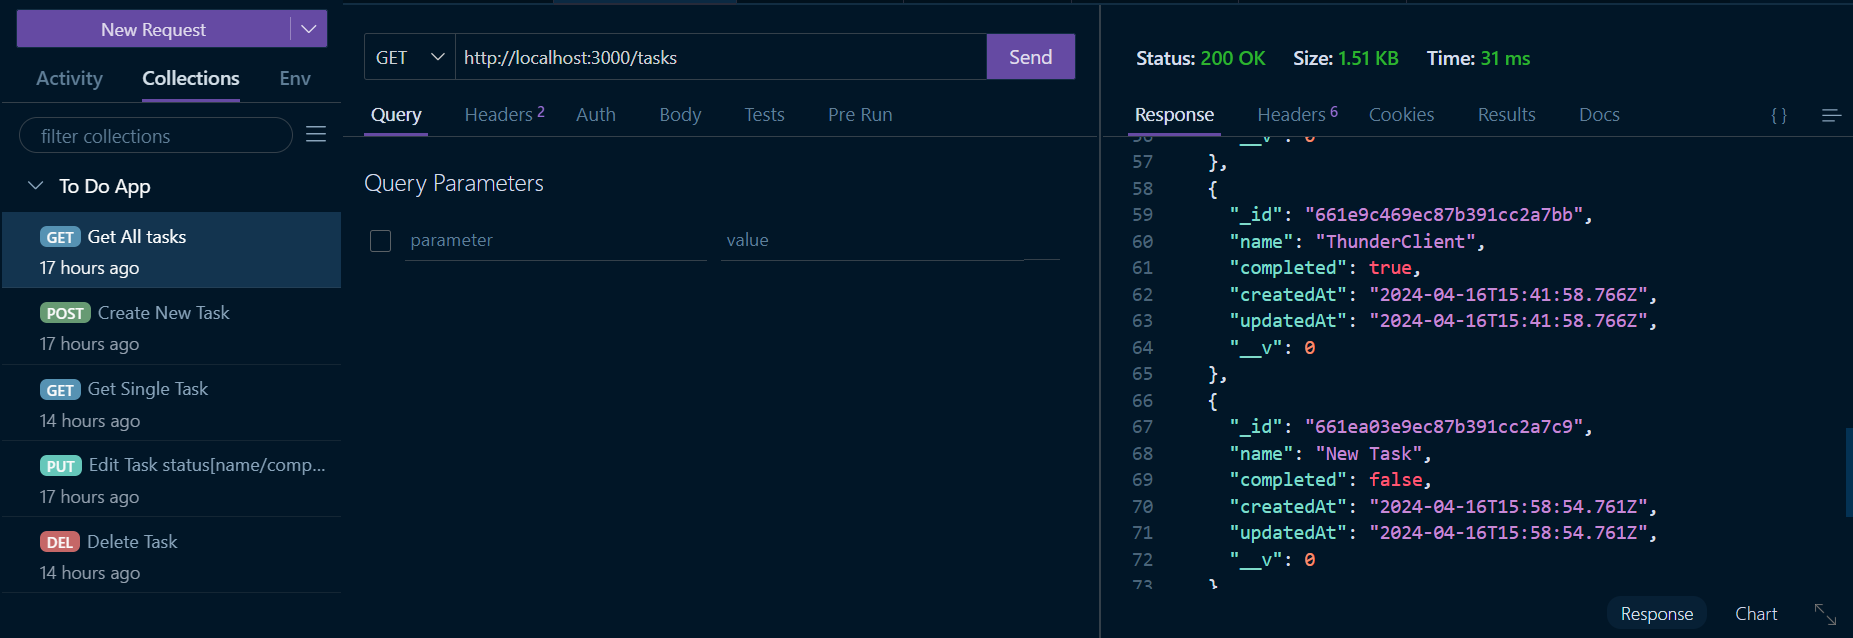 New Request
Activity Collections Env
filter collections
To Do App
GET Get All tasks
17 hours ago
POST Create New Task
17 hours ago
GET Get Single Task
14 hours ago
PUT Edit Task status[name/comp...
17 hours ago
DEL Delete Task
14 hours ago
GET http://localhost:3000/tasks Send
Query Headers 2 Auth Body Tests Pre Run
Query Parameters
parameter value
Status: 200 OK Size: 1.51 KB Time: 31 ms
Response Headers 6 Cookies Results Docs { }
56 "__v": 0
57 },
58 {
59 "_id": "661e9c469ec87b391cc2a7bb",
60 "name": "ThunderClient",
61 "completed": true,
62 "createdAt": "2024-04-16T15:41:58.766Z",
63 "updatedAt": "2024-04-16T15:41:58.766Z",
64 "__v": 0
65 },
66 {
67 "_id": "661ea03e9ec87b391cc2a7c9",
68 "name": "New Task",
69 "completed": false,
70 "createdAt": "2024-04-16T15:58:54.761Z",
71 "updatedAt": "2024-04-16T15:58:54.761Z",
72 "__v": 0
73 }
Response Chart